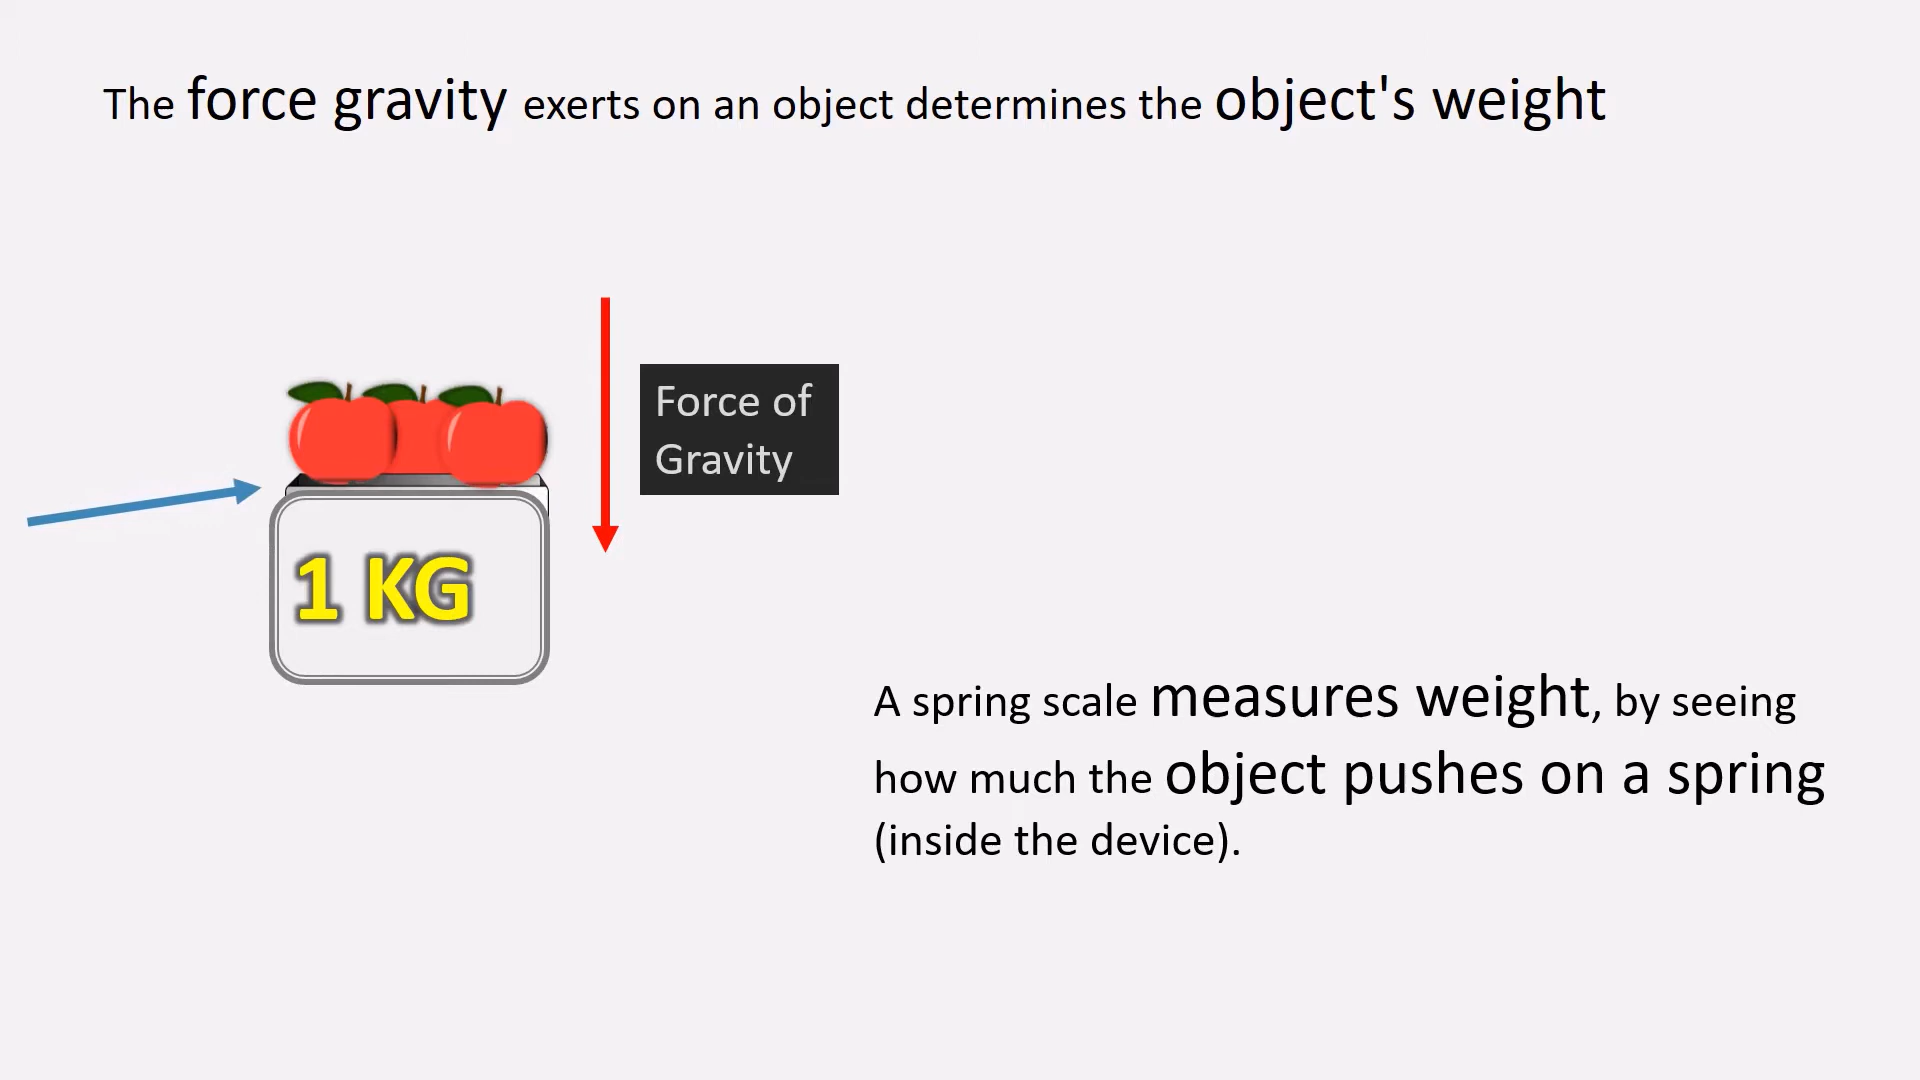 The force gravity exerts on an object determines the object's weight
Force of
Gravity
1 KG
A spring scale measures weight, by seeing
how much the object pushes on a spring
(inside the device).